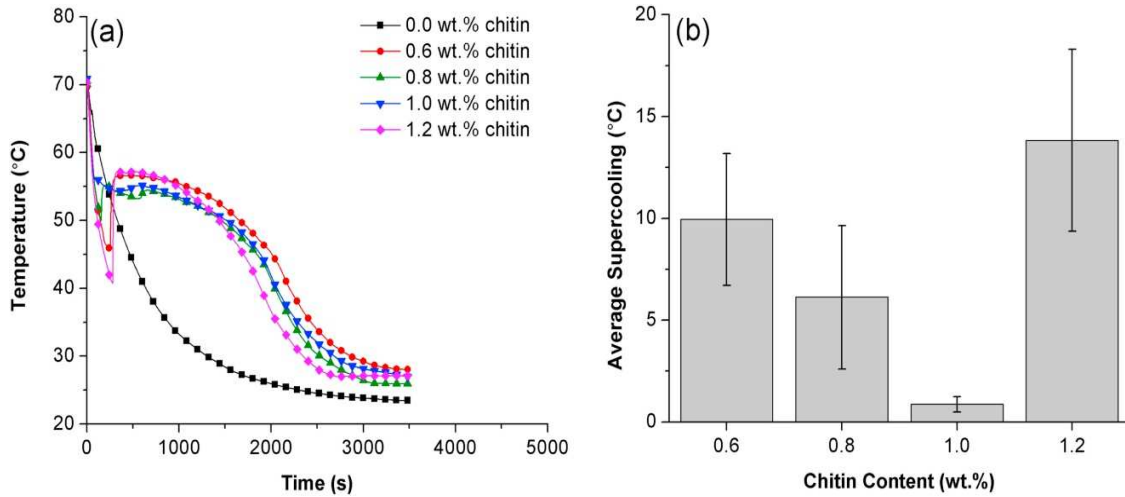 (a)
0.0 wt.% chitin
0.6 wt.% chitin
0.8 wt.% chitin
1.0 wt.% chitin
1.2 wt.% chitin
80
70
60
50
40
30
20
Temperature (°C)
0 1000 2000 3000 4000 5000
Time (s)
(b)
20
15
10
5
0
Average Supercooling (°C)
0.6 0.8 1.0 1.2
Chitin Content (wt.%)